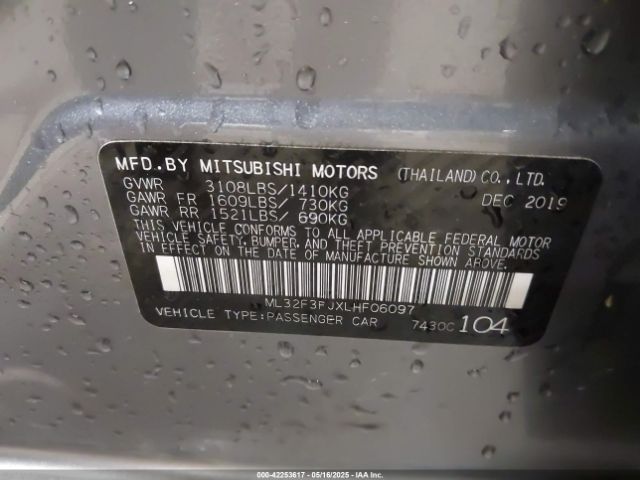 MFD.BY MITSUBISHI MOTORS (THAILAND) CO., LTD.
GVWR 3108LBS/1410KG DEC 2019
GAWR FR 1609LBS/ 730KG
GAWR RR 1521LBS/ 690KG
THIS VEHICLE CONFORMS TO ALL APPLICABLE FEDERAL MOTOR
VEHICLE SAFETY, BUMPER, AND THEFT PREVENTION STANDARDS
IN EFFECT ON THE DATE OF MANUFACTURE SHOWN ABOVE.
ML32F3FJXLHF06097
VEHICLE TYPE:PASSENGER CAR 7430C 104
000-42253617 - 05/16/2025 - IAAI.COM